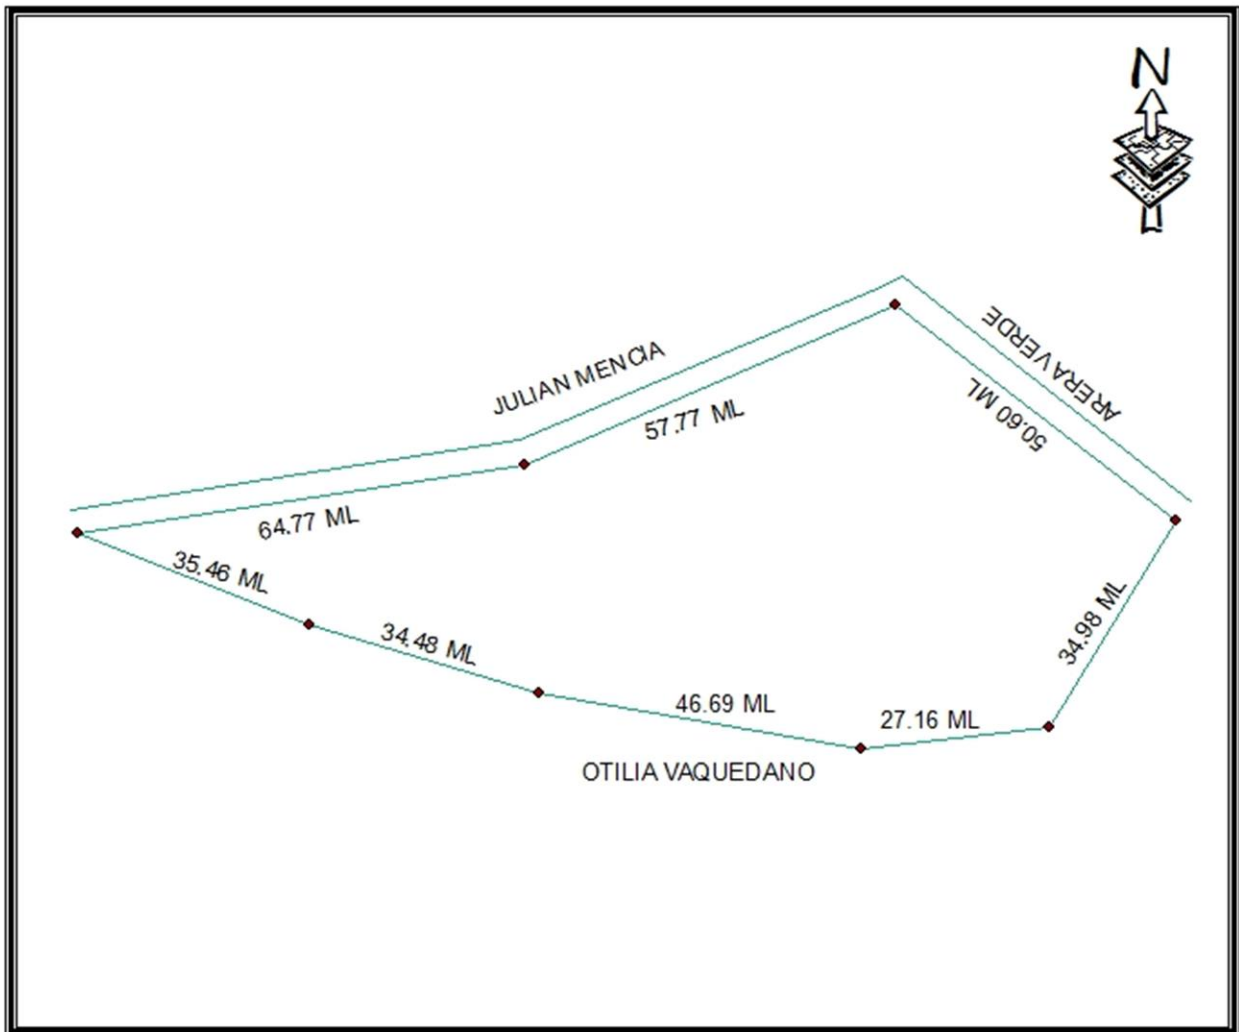 N
ARERA VERDE
JULIAN MENCIA
50.60 ML
57.77 ML
64.77 ML
35.46 ML
34.98 ML
34.48 ML
46.69 ML
27.16 ML
OTILIA VAQUEDANO